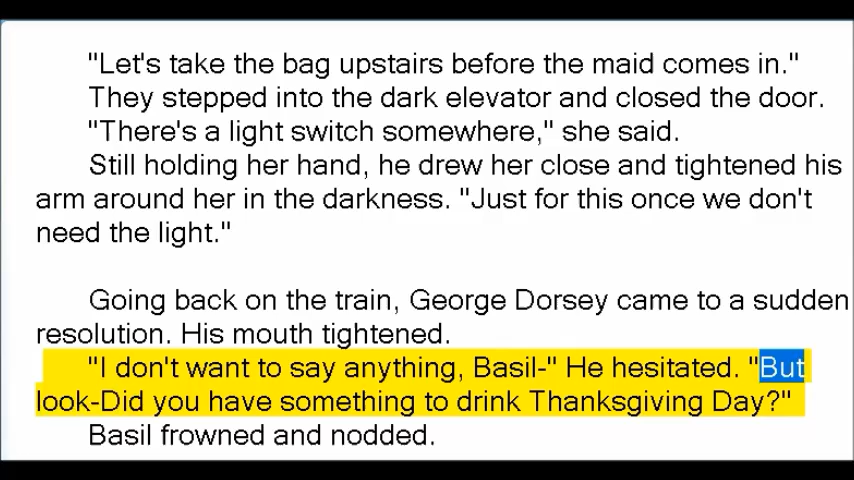 "Let's take the bag upstairs before the maid comes in."
They stepped into the dark elevator and closed the door.
"There's a light switch somewhere," she said.
Still holding her hand, he drew her close and tightened his
arm around her in the darkness. "Just for this once we don't
need the light."
Going back on the train, George Dorsey came to a sudden
resolution. His mouth tightened.
"I don't want to say anything, Basil-" He hesitated. "But
look-Did you have something to drink Thanksgiving Day?"
Basil frowned and nodded.